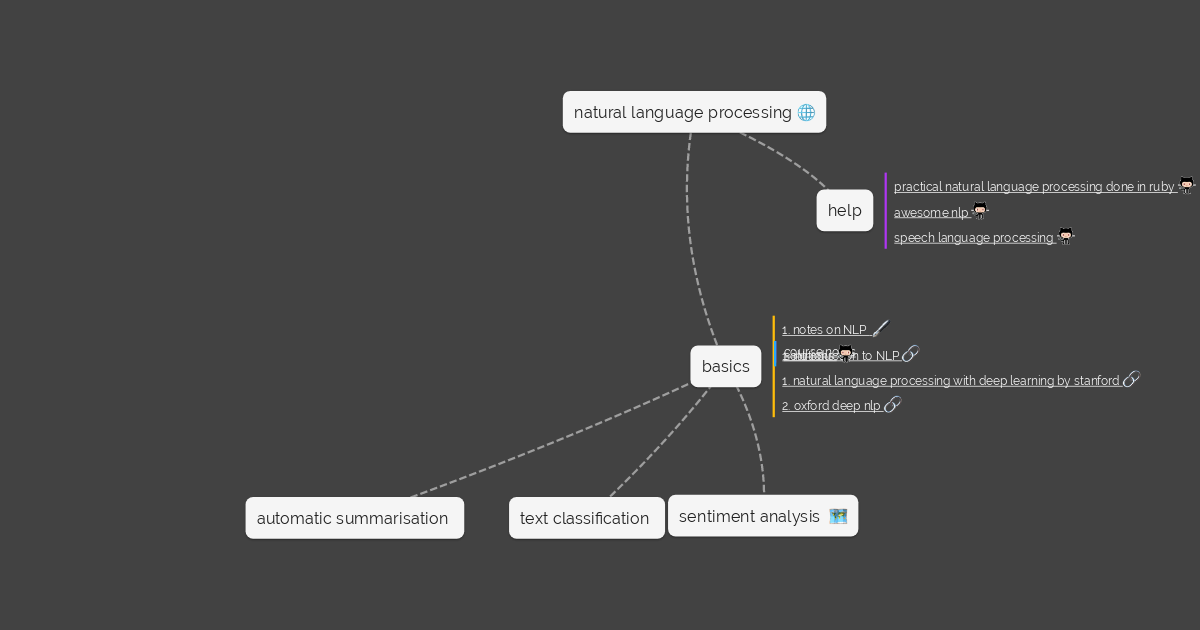 natural language processing
help
practical natural language processing done in ruby
awesome nlp
speech language processing
basics
1. notes on NLP
to NLP
1. natural language processing with deep learning by stanford
2. oxford deep nlp
automatic summarisation
text classification
sentiment analysis